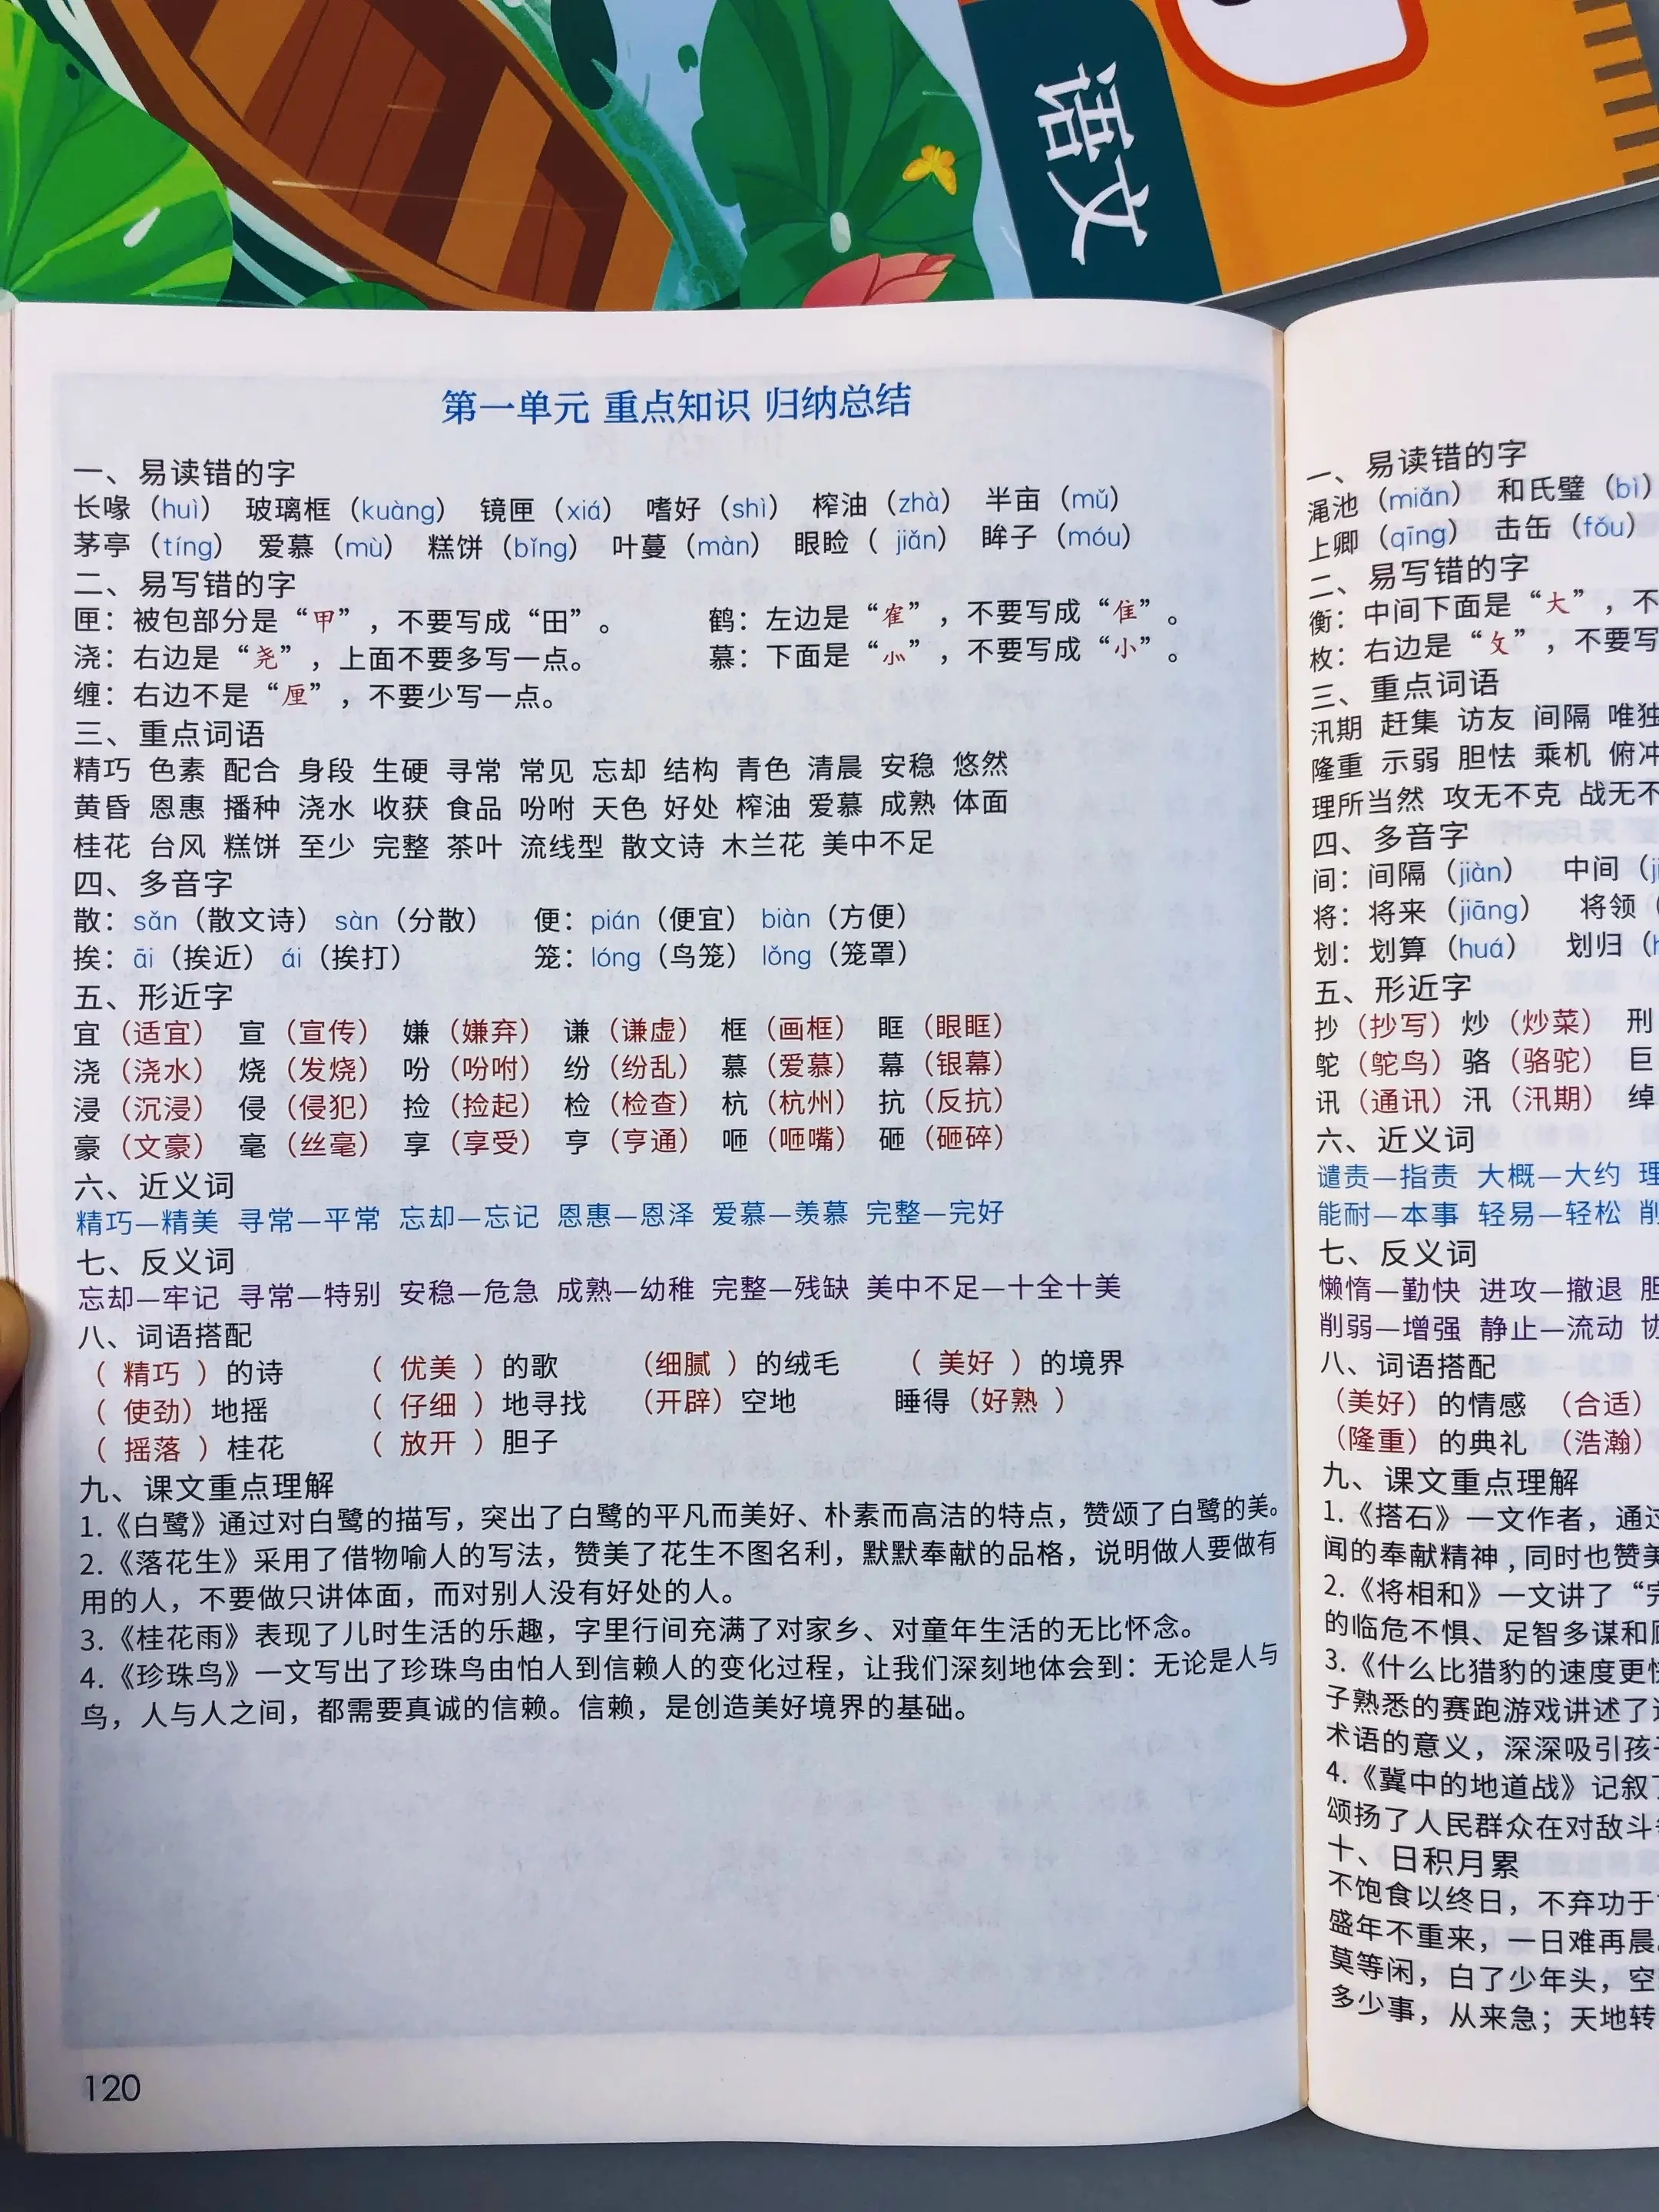 语文
第一单元 重点知识 归纳总结
一、易读错的字
长喙（huì） 玻璃框（kuàng） 镜匣（xiá） 嗜好（shì） 榨油（zhà） 半亩（mǔ）
茅亭（tíng） 爱慕（mù） 糕饼（bǐng） 叶蔓（màn） 眼睑（ jiǎn） 眸子（móu）
二、易写错的字
匣：被包部分是“甲”，不要写成“田”。 鹤：左边是“隺”，不要写成“隹”。
浇：右边是“尧”，上面不要多写一点。 慕：下面是“㣺”，不要写成“小”。
缠：右边不是“厘”，不要少写一点。
三、重点词语
精巧 色素 配合 身段 生硬 寻常 常见 忘却 结构 青色 清晨 安稳 悠然
黄昏 恩惠 播种 浇水 收获 食品 吩咐 天色 好处 榨油 爱慕 成熟 体面
桂花 台风 糕饼 至少 完整 茶叶 流线型 散文诗 木兰花 美中不足
四、多音字
散：sǎn（散文诗） sàn（分散） 便：pián（便宜） biàn（方便）
挨：āi（挨近） ái（挨打） 笼：lóng（鸟笼） lǒng（笼罩）
五、形近字
宜（适宜） 宣（宣传） 嫌（嫌弃） 谦（谦虚） 框（画框） 眶（眼眶）
浇（浇水） 烧（发烧） 吩（吩咐） 纷（纷乱） 慕（爱慕） 幕（银幕）
浸（沉浸） 侵（侵犯） 捡（捡起） 检（检查） 杭（杭州） 抗（反抗）
豪（文豪） 毫（丝毫） 享（享受） 亨（亨通） 咂（咂嘴） 砸（砸碎）
六、近义词
精巧—精美 寻常—平常 忘却—忘记 恩惠—恩泽 爱慕—羡慕 完整—完好
七、反义词
忘却—牢记 寻常—特别 安稳—危急 成熟—幼稚 完整—残缺 美中不足—十全十美
八、词语搭配
（ 精巧 ）的诗 （ 优美 ）的歌 （细腻 ）的绒毛 （ 美好 ）的境界
（ 使劲）地摇 （ 仔细 ）地寻找 （开辟）空地 睡得（好熟 ）
（ 摇落 ）桂花 （ 放开 ）胆子
九、课文重点理解
1.《白鹭》通过对白鹭的描写，突出了白鹭的平凡而美好、朴素而高洁的特点，赞颂了白鹭的美。
2.《落花生》采用了借物喻人的写法，赞美了花生不图名利，默默奉献的品格，说明做人要做有
用的人，不要做只讲体面，而对别人没有好处的人。
3.《桂花雨》表现了儿时生活的乐趣，字里行间充满了对家乡、对童年生活的无比怀念。
4.《珍珠鸟》一文写出了珍珠鸟由怕人到信赖人的变化过程，让我们深刻地体会到：无论是人与
鸟，人与人之间，都需要真诚的信赖。信赖，是创造美好境界的基础。
120
一、易读错的字
渑池（miǎn） 和氏璧（bì）
上卿（qīng） 击缶（fǒu）
二、易写错的字
衡：中间下面是“大”，不
枚：右边是“攵”，不要写
三、重点词语
汛期 赶集 访友 间隔 唯独
隆重 示弱 胆怯 乘机 俯冲
理所当然 攻无不克 战无不
四、多音字
间：间隔（jiàn） 中间（
将：将来（jiāng） 将领（
划：划算（huá） 划归（
五、形近字
抄（抄写）炒（炒菜） 刑
鸵（鸵鸟）骆（骆驼） 巨
讯（通讯）汛（汛期） 绰
六、近义词
谴责—指责 大概—大约 理
能耐—本事 轻易—轻松 削
七、反义词
懒惰—勤快 进攻—撤退 胆
削弱—增强 静止—流动 协
八、词语搭配
（美好）的情感 （合适）
（隆重）的典礼 （浩瀚）
九、课文重点理解
1.《搭石》一文作者，通过
闻的奉献精神,同时也赞美
2.《将相和》一文讲了“完
的临危不惧、足智多谋和
3.《什么比猎豹的速度更快
子熟悉的赛跑游戏讲述了
术语的意义，深深吸引孩
4.《冀中的地道战》记叙了
颂扬了人民群众在对敌斗
十、日积月累
不饱食以终日，不弃功于
盛年不重来，一日难再晨。
莫等闲，白了少年头，空
多少事，从来急；天地转